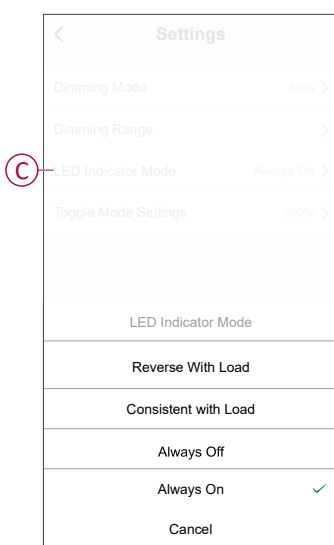 Settings
Dimming Mode Auto
Dimming Range
C LED Indicator Mode Always On
Toggle Mode Settings 100%
LED Indicator Mode
Reverse With Load
Consistent with Load
Always Off
Always On
Cancel